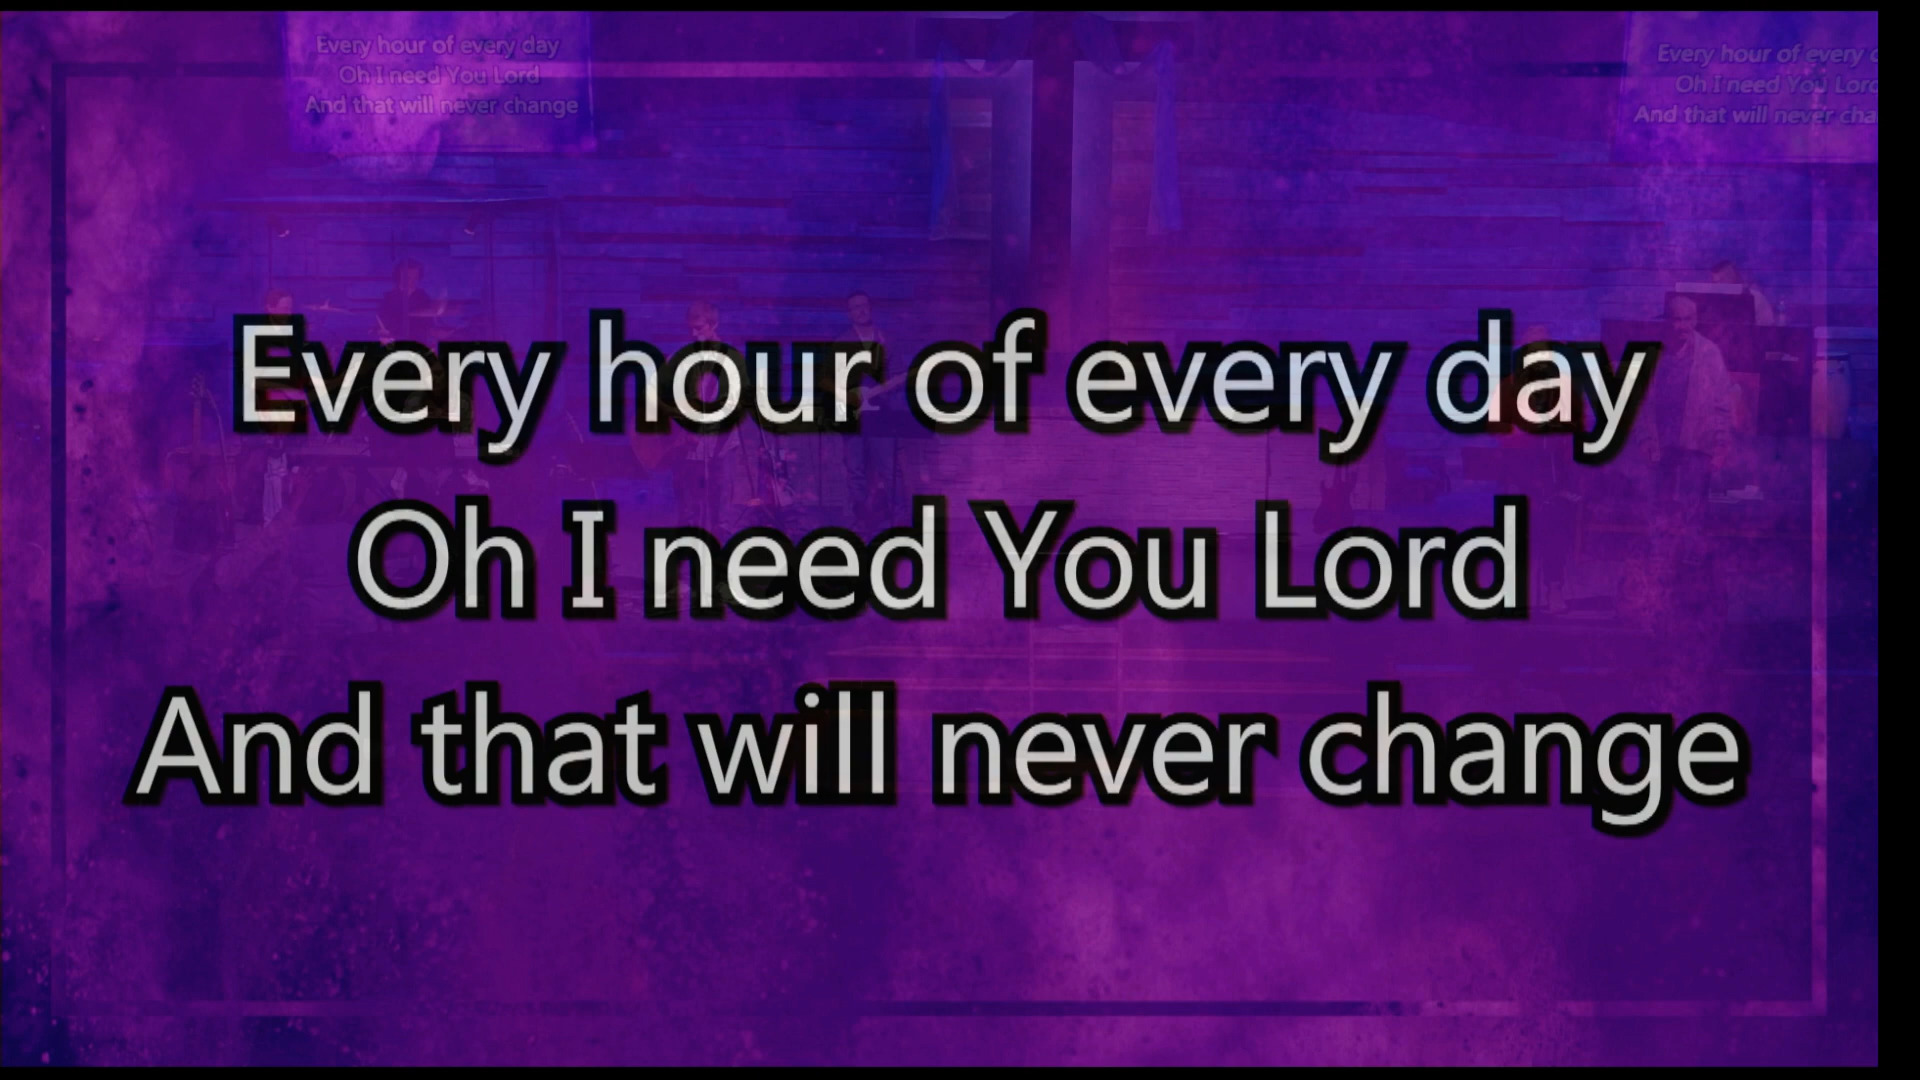 Every hour of every day
Oh I need You Lord
And that will never change
Every hour of every
Oh I need You Lord
And that will never
Every hour of every day
Oh I need You Lord
And that will never change